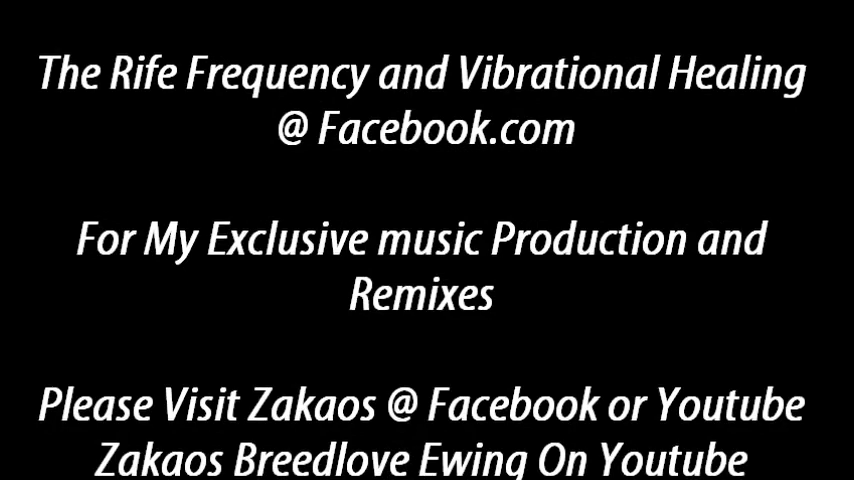 The Rife Frequency and Vibrational Healing
@ Facebook.com
For My Exclusive music Production and
Remixes
Please Visit Zakaos @ Facebook or Youtube
Zakaos Breedlove Ewing On Youtube